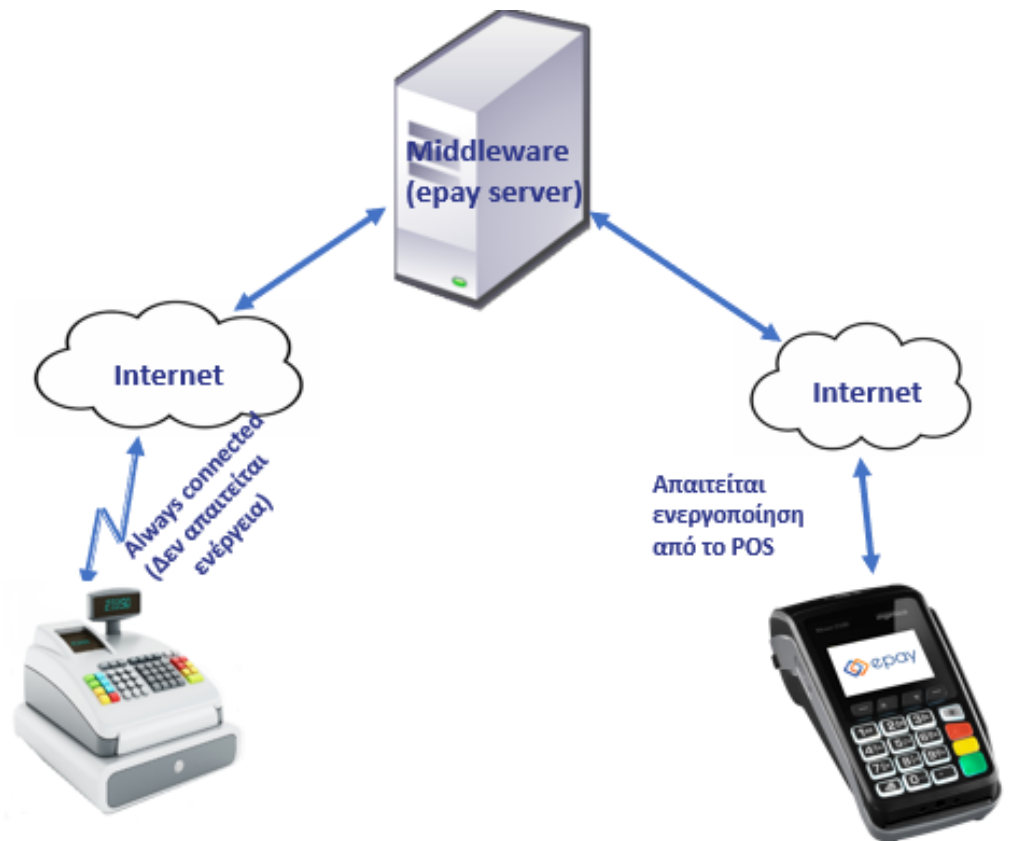 Middleware
(epay server)
Internet
Internet
Always connected
(Δεν απαιτείται
ενέργεια)
Απαιτείται
ενεργοποίηση
από το POS
epay